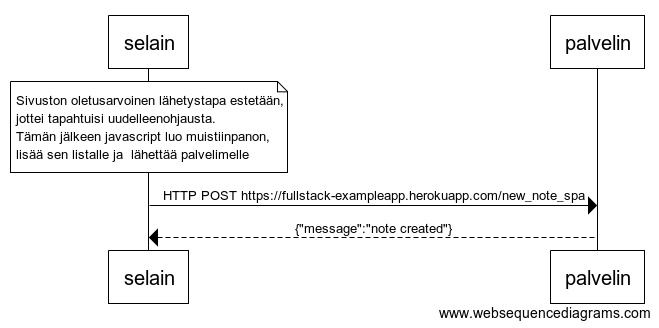 selain
palvelin
Sivuston oletusarvoinen lähetystapa estetään,
jottei tapahtuisi uudelleenohjausta.
Tämän jälkeen javascript luo muistiinpanon,
lisää sen listalle ja  lähettää palvelimelle
HTTP POST https://fullstack-exampleapp.herokuapp.com/new_note_spa
{"message":"note created"}
selain
palvelin
www.websequencediagrams.com